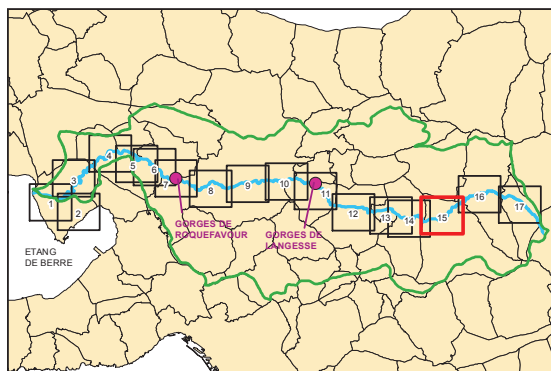 1
2
3
4
5
6
7
8
9
10
11
12
13
14
15
16
17
GORGES DE
ROQUEFAVOUR
GORGES DE
LANGESSE
ETANG
DE BERRE